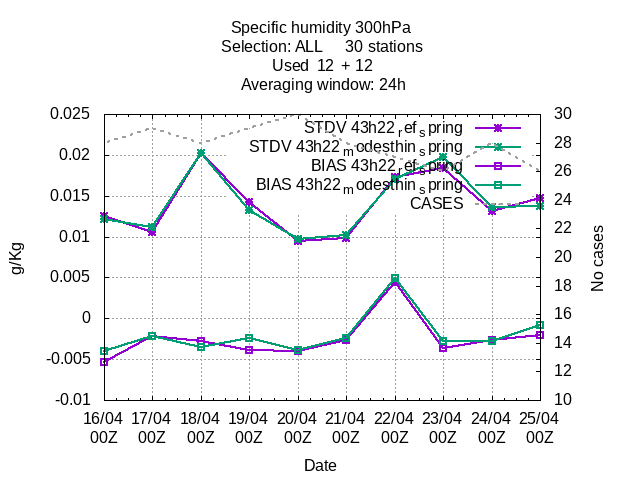 Specific humidity 300hPa
Selection: ALL 30 stations
Used 12 + 12
Averaging window: 24h
0.025
0.02
0.015
0.01
0.005
0
-0.005
-0.01
g/Kg
STDV 43h22refspring
STDV 43h22modesthinspring
BIAS 43h22refspring
BIAS 43h22modesthinspring
CASES
30
28
26
24
22
20
18
16
14
12
10
No cases
16/04 17/04 18/04 19/04 20/04 21/04 22/04 23/04 24/04 25/04
00Z 00Z 00Z 00Z 00Z 00Z 00Z 00Z 00Z 00Z
Date